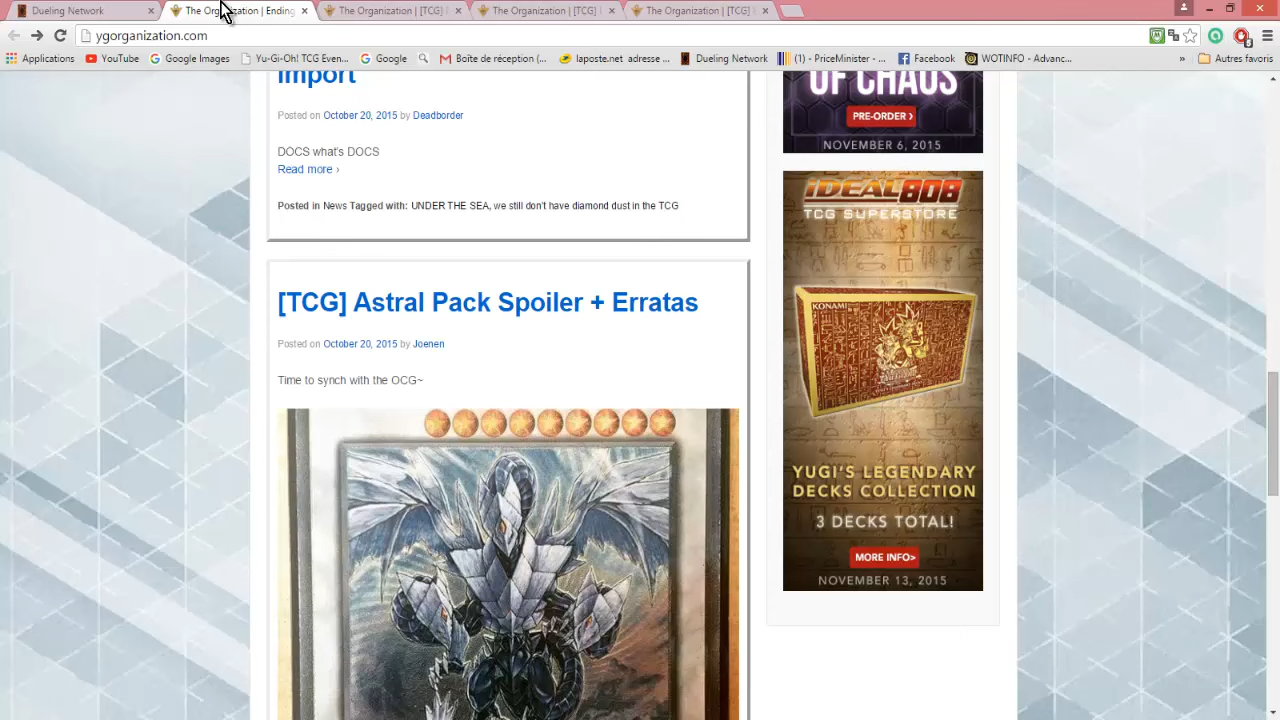 Dueling Network
The Organization | Ending
The Organization | [TCG]
The Organization | [TCG]
The Organization | [TCG]
ygorganization.com
Applications
YouTube
Google Images
Yu-Gi-Oh! TCG Even...
Google
Boîte de réception (...
laposte.net adresse ...
Dueling Network
(1) - PriceMinister - ...
Facebook
WOTINFO - Advanc...
»
Autres favoris
Import
Posted on October 20, 2015 by Deadborder
DOCS what's DOCS
Read more ›
Posted in News Tagged with: UNDER THE SEA, we still don't have diamond dust in the TCG
[TCG] Astral Pack Spoiler + Erratas
Posted on October 20, 2015 by Joenen
Time to synch with the OCG~
OF CHAOS
PRE-ORDER ›
NOVEMBER 6, 2015
iDEAL808
TCG SUPERSTORE
KONAMI
YUGI'S LEGENDARY
DECKS COLLECTION
3 DECKS TOTAL!
MORE INFO>
NOVEMBER 13, 2015